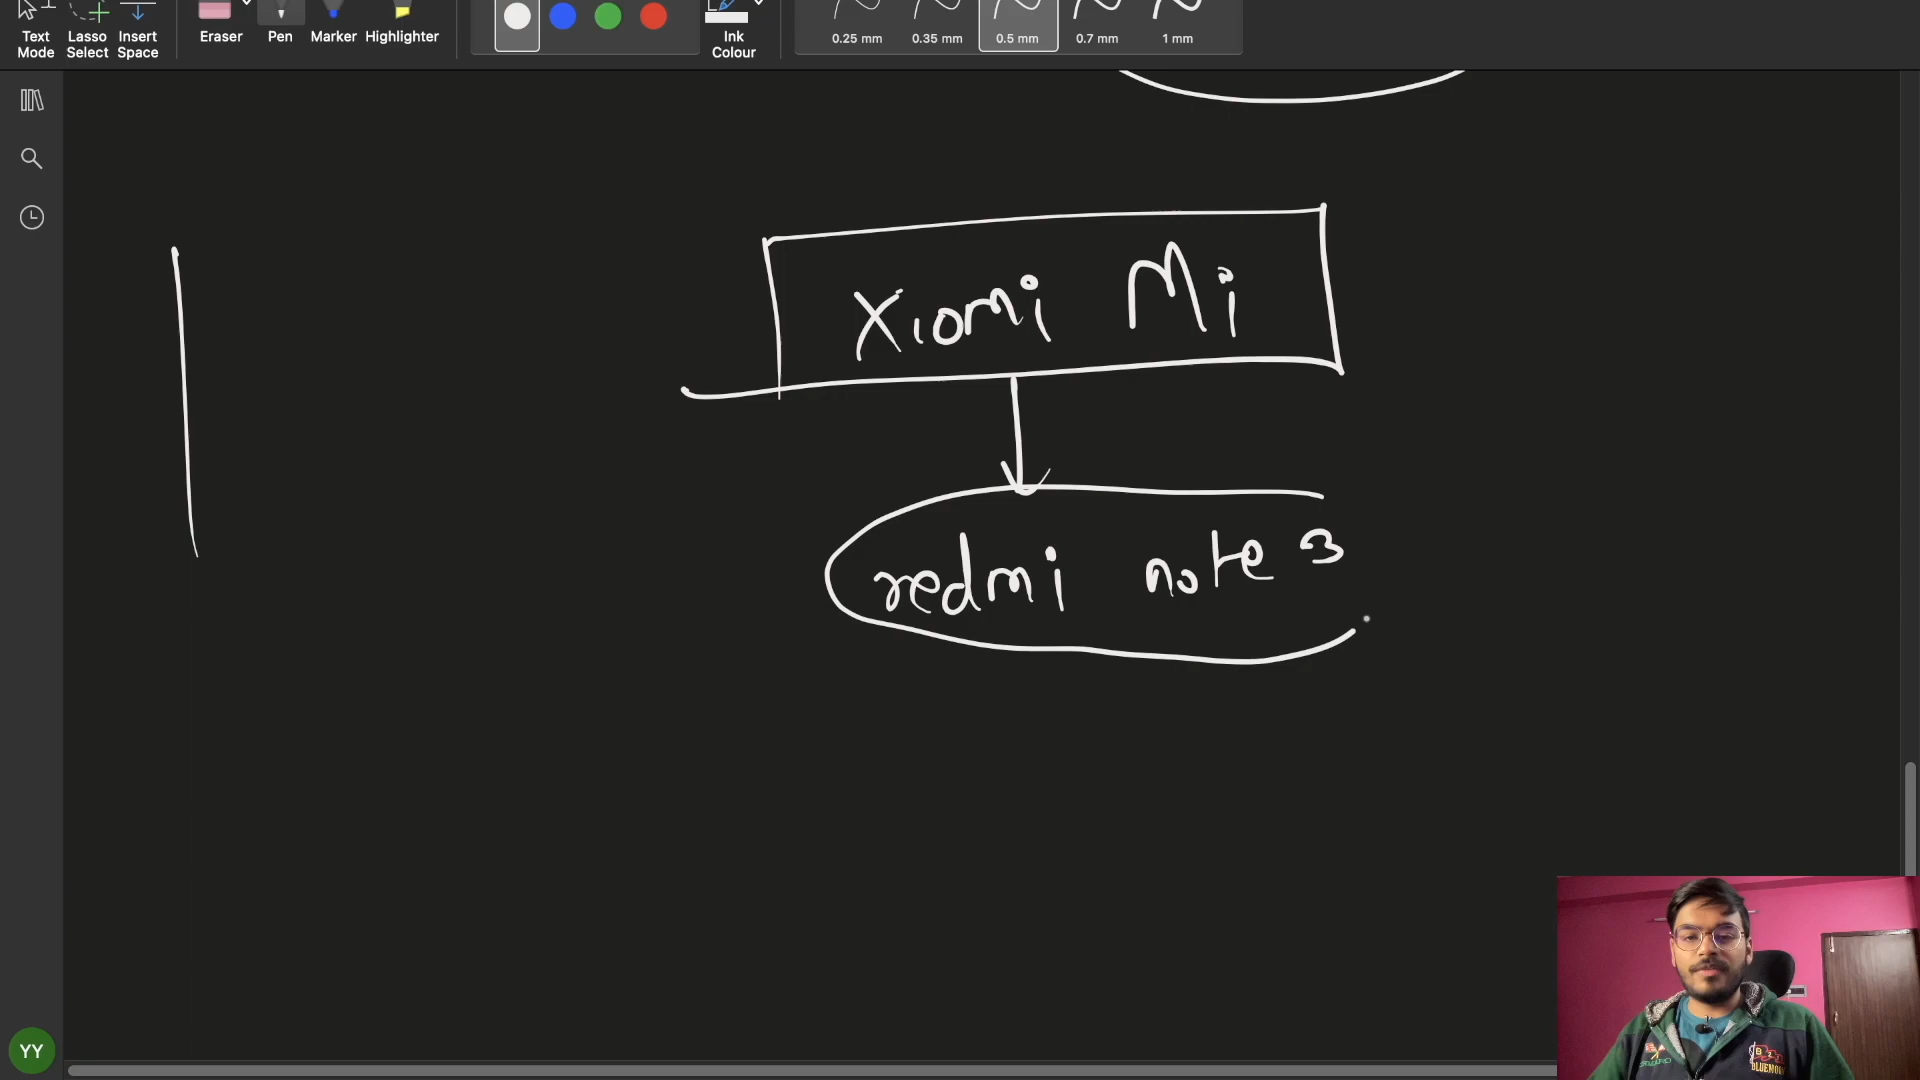 Text Mode
Lasso Select
Insert Space
Eraser
Pen
Marker
Highlighter
Ink Colour
0.25 mm
0.35 mm
0.5 mm
0.7 mm
1 mm
Xiomi Mi
redmi note 3
YY